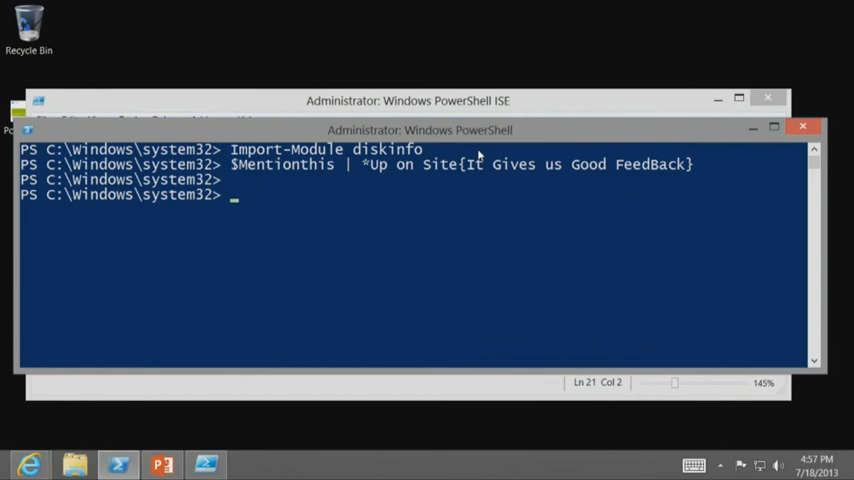 Recycle Bin
Administrator: Windows PowerShell ISE
Administrator: Windows PowerShell
PS C:\Windows\system32> Import-Module diskinfo
PS C:\Windows\system32> $Mentionthis | *Up on Site{It Gives us Good FeedBack}
PS C:\Windows\system32>
PS C:\Windows\system32>
Ln 21 Col 2
145%
4:57 PM
7/18/2013